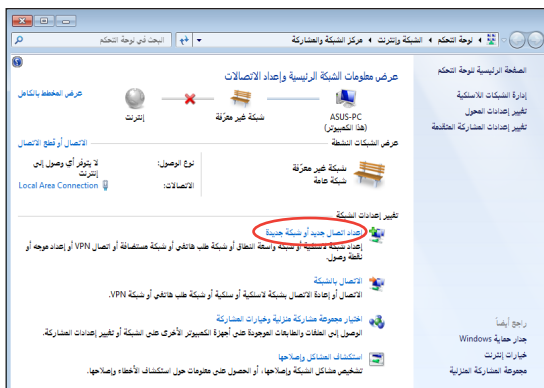 لوحة التحكم ◂ الشبكة وإنترنت ◂ مركز الشبكة والمشاركة
البحث في لوحة التحكم
الصفحة الرئيسية للوحة التحكم
إدارة الشبكات اللاسلكية
تغيير إعدادات المحول
تغيير إعدادات المشاركة المتقدمة
عرض معلومات الشبكة الرئيسية وإعداد الاتصالات
عرض المخطط بالكامل
ASUS-PC
(هذا الكمبيوتر)
شبكة غير معرّفة
إنترنت
عرض الشبكات النشطة
الاتصال أو قطع الاتصال
شبكة غير معرّفة
شبكة عامة
نوع الوصول:
لا يتوفر أي وصول إلى
إنترنت
الاتصالات:
Local Area Connection
تغيير إعدادات الشبكة
إعداد اتصال جديد أو شبكة جديدة
إعداد شبكة لاسلكية أو شبكة واسعة النطاق أو شبكة طلب هاتفي أو شبكة مستضافة أو اتصال VPN أو إعداد موجه أو
نقطة وصول.
الاتصال بالشبكة
الاتصال أو إعادة الاتصال بشبكة لاسلكية أو سلكية أو شبكة طلب هاتفي أو شبكة VPN.
اختيار مجموعة مشاركة منزلية وخيارات المشاركة
الوصول إلى الملفات والطابعات الموجودة على أجهزة الكمبيوتر الأخرى على الشبكة أو تغيير إعدادات المشاركة.
استكشاف المشاكل وإصلاحها
تشخيص مشاكل الشبكة وإصلاحها، أو الحصول على معلومات حول استكشاف الأخطاء وإصلاحها.
راجع أيضاً
جدار حماية Windows
خيارات إنترنت
مجموعة المشاركة المنزلية